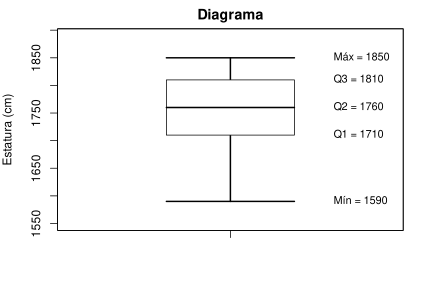 Diagrama
Estatura (cm)
1850
1750
1650
1550
Máx = 1850
Q3 = 1810
Q2 = 1760
Q1 = 1710
Mín = 1590